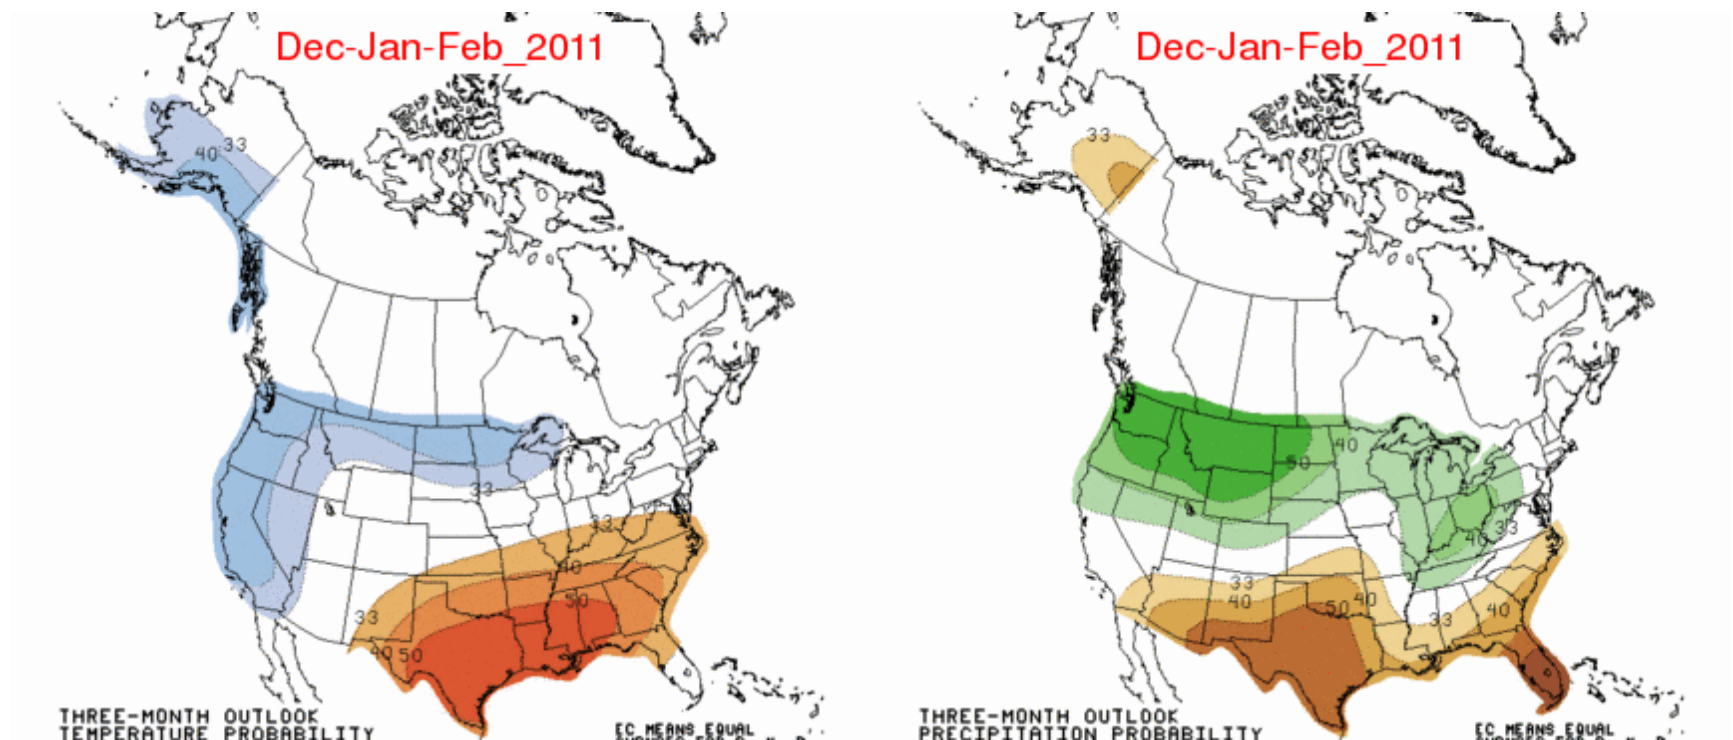 Dec-Jan-Feb_2011
33
40
33
33
40
50
33
40 50
THREE-MONTH OUTLOOK
TEMPERATURE PROBABILITY
EC MEANS EQUAL
Dec-Jan-Feb_2011
33
40
50
33
40
33
40
50 40
33
40
THREE-MONTH OUTLOOK
PRECIPITATION PROBABILITY
EC MEANS EQUAL